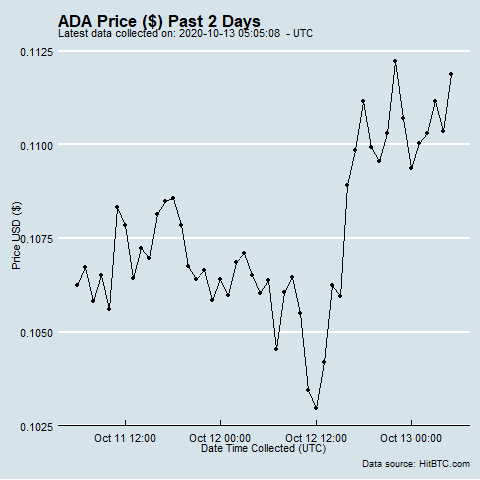 ADA Price ($) Past 2 Days
Latest data collected on: 2020-10-13 05:05:08 - UTC
0.1125
0.1100
0.1075
0.1050
0.1025
Price USD ($)
Oct 11 12:00 Oct 12 00:00 Oct 12 12:00 Oct 13 00:00
Date Time Collected (UTC)
Data source: HitBTC.com